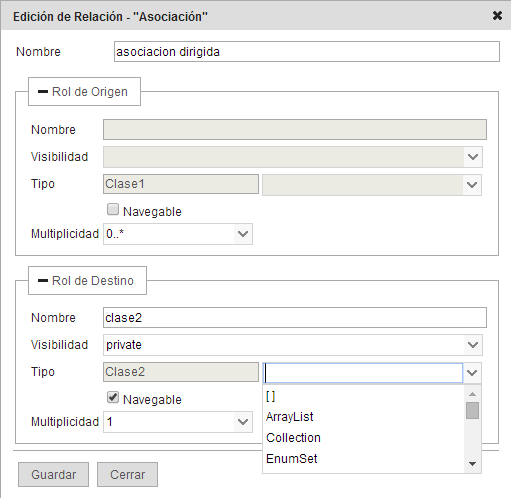 Edición de Relación - "Asociación"
Nombre asociacion dirigida
Rol de Origen
Nombre
Visibilidad
Tipo Clase1
Navegable
Multiplicidad 0..*
Rol de Destino
Nombre clase2
Visibilidad private
Tipo Clase2
[ ]
Navegable
ArrayList
Multiplicidad 1
Collection
EnumSet
Guardar Cerrar